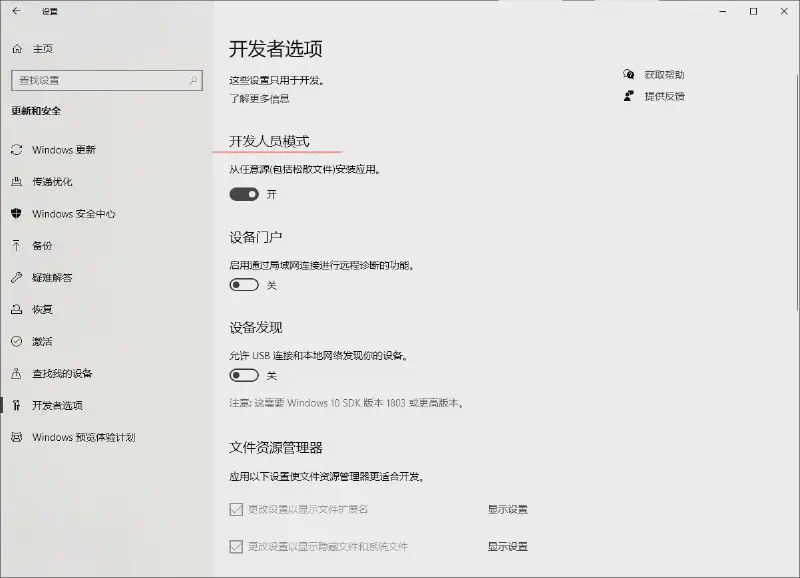 设置
主页
查找设置
更新和安全
Windows 更新
传递优化
Windows 安全中心
备份
疑难解答
恢复
激活
查找我的设备
开发者选项
Windows 预览体验计划
开发者选项
这些设置只用于开发。
了解更多信息
开发人员模式
从任意源(包括松散文件)安装应用。
开
设备门户
启用通过局域网连接进行远程诊断的功能。
关
设备发现
允许 USB 连接和本地网络发现你的设备。
关
注意: 这需要 Windows 10 SDK 版本 1803 或更高版本。
文件资源管理器
应用以下设置使文件资源管理器更适合开发。
更改设置以显示文件扩展名 显示设置
更改设置以显示隐藏文件和系统文件 显示设置
获取帮助
提供反馈